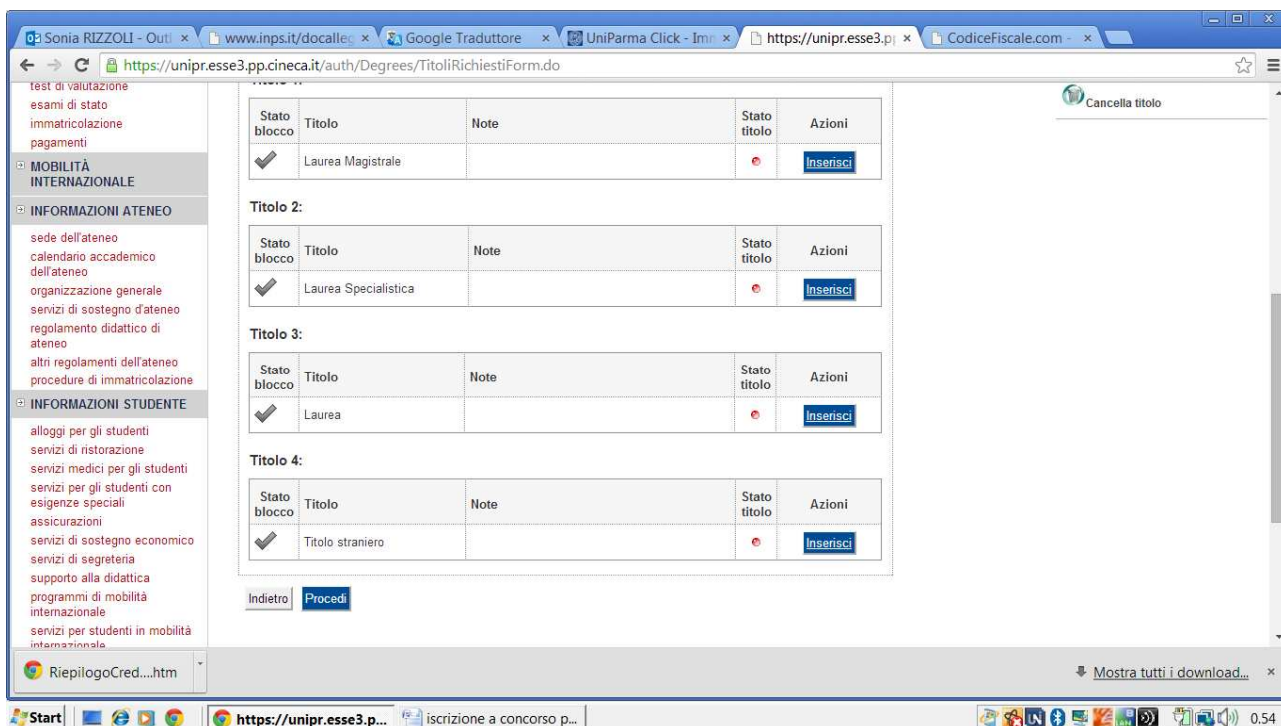 Sonia RIZZOLI - Outl
www.inps.it/docalleg
Google Traduttore
UniParma Click - Imm
https://unipr.esse3.pp
CodiceFiscale.com -
https://unipr.esse3.pp.cineca.it/auth/Degrees/TitoliRichiestiForm.do
test di valutazione
esami di stato
immatricolazione
pagamenti
MOBILITÀ
INTERNAZIONALE
INFORMAZIONI ATENEO
sede dell'ateneo
calendario accademico
dell'ateneo
organizzazione generale
servizi di sostegno d'ateneo
regolamento didattico di
ateneo
altri regolamenti dell'ateneo
procedure di immatricolazione
INFORMAZIONI STUDENTE
alloggi per gli studenti
servizi di ristorazione
servizi medici per gli studenti
servizi per gli studenti con
esigenze speciali
assicurazioni
servizi di sostegno economico
servizi di segreteria
supporto alla didattica
programmi di mobilità
internazionale
servizi per studenti in mobilità
internazionale
Titolo 1:
Stato blocco Titolo Note Stato titolo Azioni
Laurea Magistrale Inserisci
Titolo 2:
Stato blocco Titolo Note Stato titolo Azioni
Laurea Specialistica Inserisci
Titolo 3:
Stato blocco Titolo Note Stato titolo Azioni
Laurea Inserisci
Titolo 4:
Stato blocco Titolo Note Stato titolo Azioni
Titolo straniero Inserisci
Indietro Procedi
Cancella titolo
RiepilogoCred....htm
Mostra tutti i download...
Start
https://unipr.esse3.p...
iscrizione a concorso p...
0.54